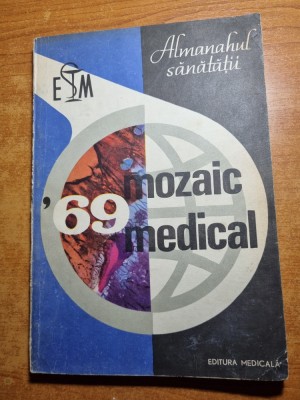 Almanahul
sănătății
ESM
mozaic
'69
medical
EDITURA MEDICALĂ